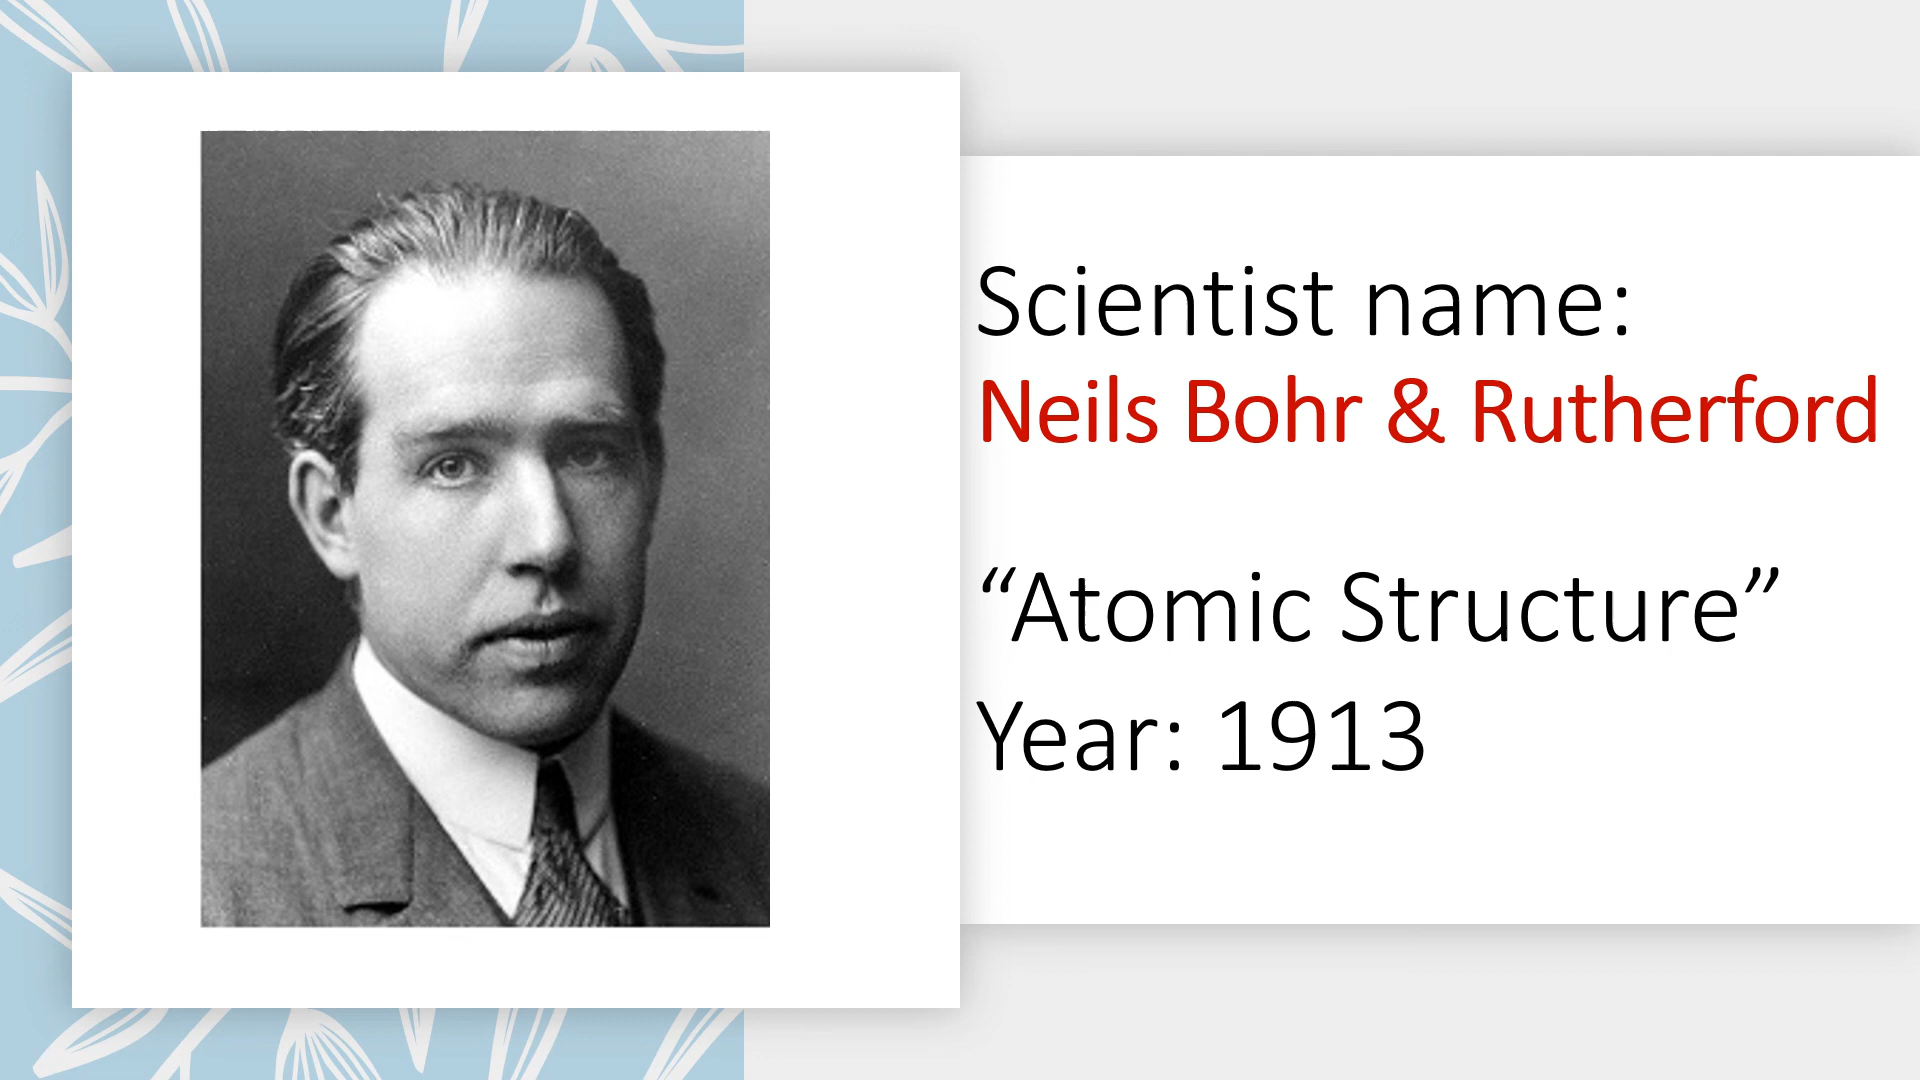 Scientist name:
Neils Bohr & Rutherford
“Atomic Structure”
Year: 1913